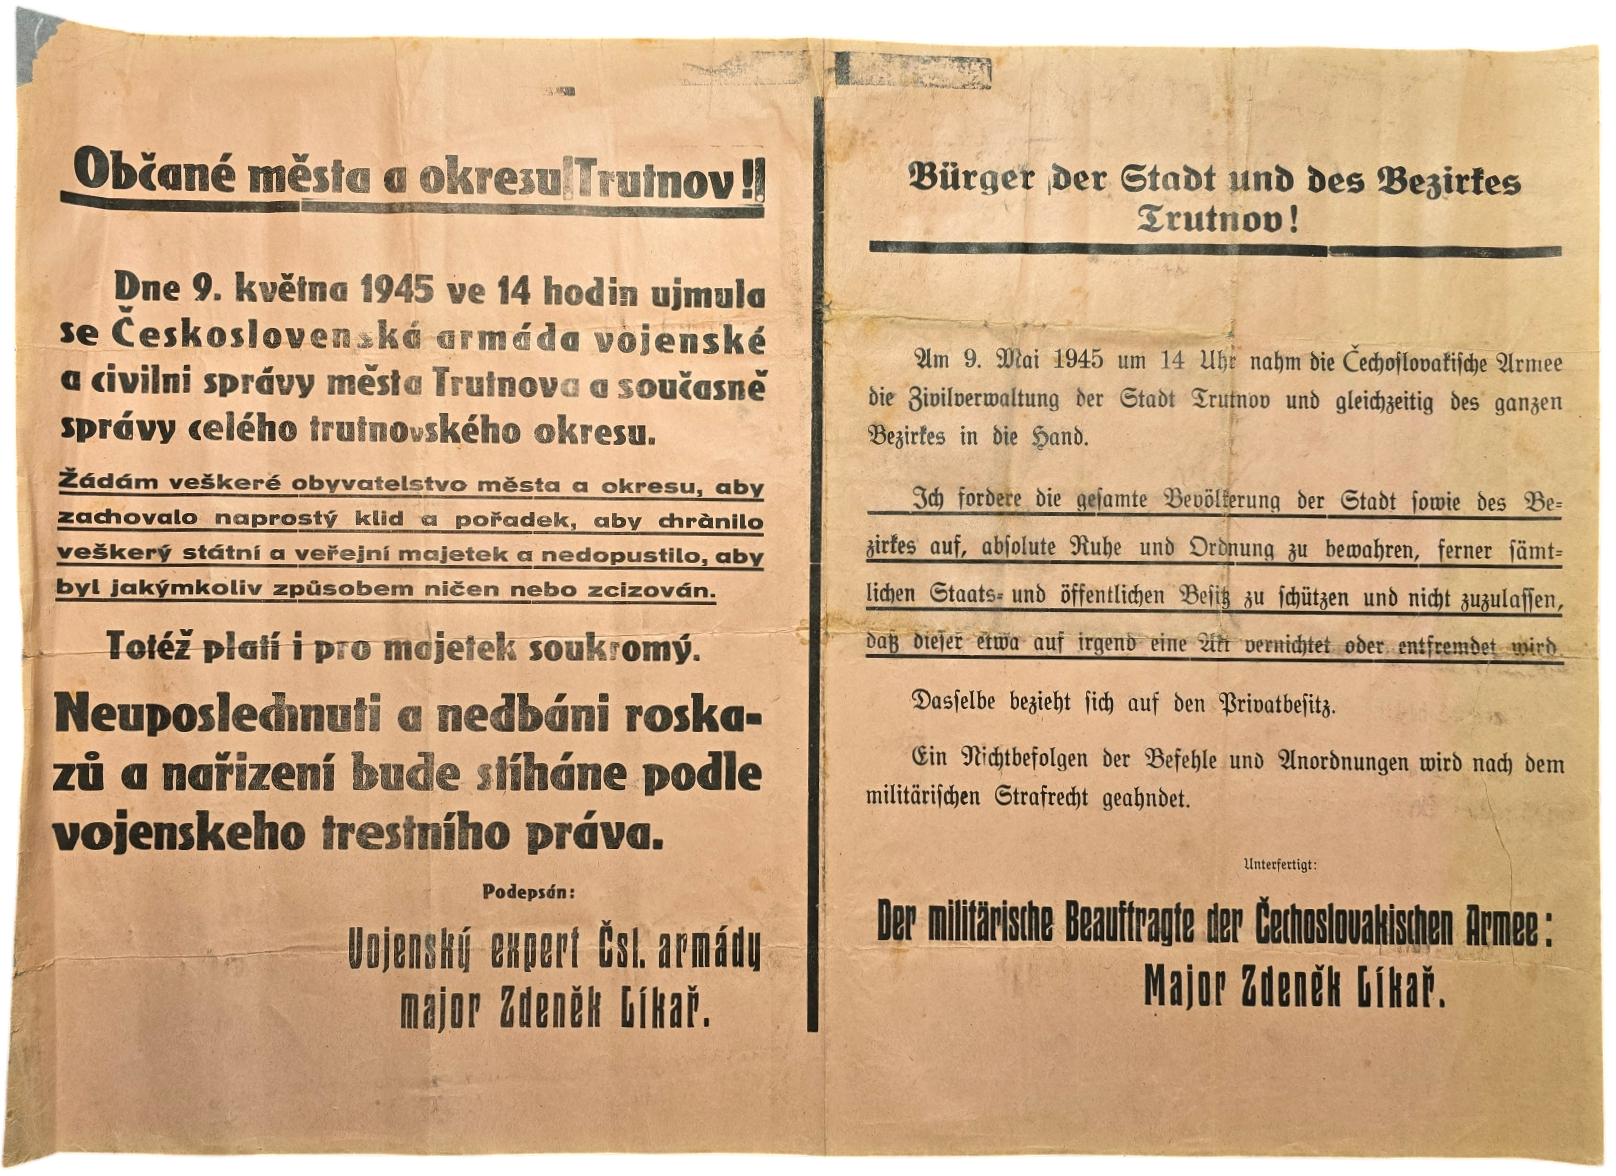 Občané města a okresu Trutnov!!
Dne 9. května 1945 ve 14 hodin ujmula
se Československá armáda vojenské
a civilni správy města Trutnova a současně
správy celého trutnovského okresu.
Žádám veškeré obyvatelstvo města a okresu, aby
zachovalo naprostý klid a pořadek, aby chrànilo
veškerý státní a veřejní majetek a nedopustilo, aby
byl jakýmkoliv způsobem ničen nebo zcizován.
Totéž platí i pro majetek soukromý.
Neuposlechnuti a nedbáni roska-
zů a nařizení bude stíháne podle
vojenskeho trestního práva.
Podepsán:
Vojenský expert Čsl. armády
major Zdeněk Líkař.
Bürger der Stadt und des Bezirkes
Trutnov!
Am 9. Mai 1945 um 14 Uhr nahm die Čechoslovakische Armee
die Zivilverwaltung der Stadt Trutnov und gleichzeitig des ganzen
Bezirkes in die Hand.
Ich fordere die gesamte Bevölkerung der Stadt sowie des Be-
zirkes auf, absolute Ruhe und Ordnung zu bewahren, ferner sämt-
lichen Staats- und öffentlichen Besitz zu schützen und nicht zuzulassen,
daß dieser etwa auf irgend eine Art vernichtet oder entfremdet wird.
Dasselbe bezieht sich auf den Privatbesitz.
Ein Nichtbefolgen der Befehle und Anordnungen wird nach dem
militärischen Strafrecht geahndet.
Unterfertigt:
Der militärische Beauftragte der Čechoslovakischen Armee:
Major Zdeněk Líkař.